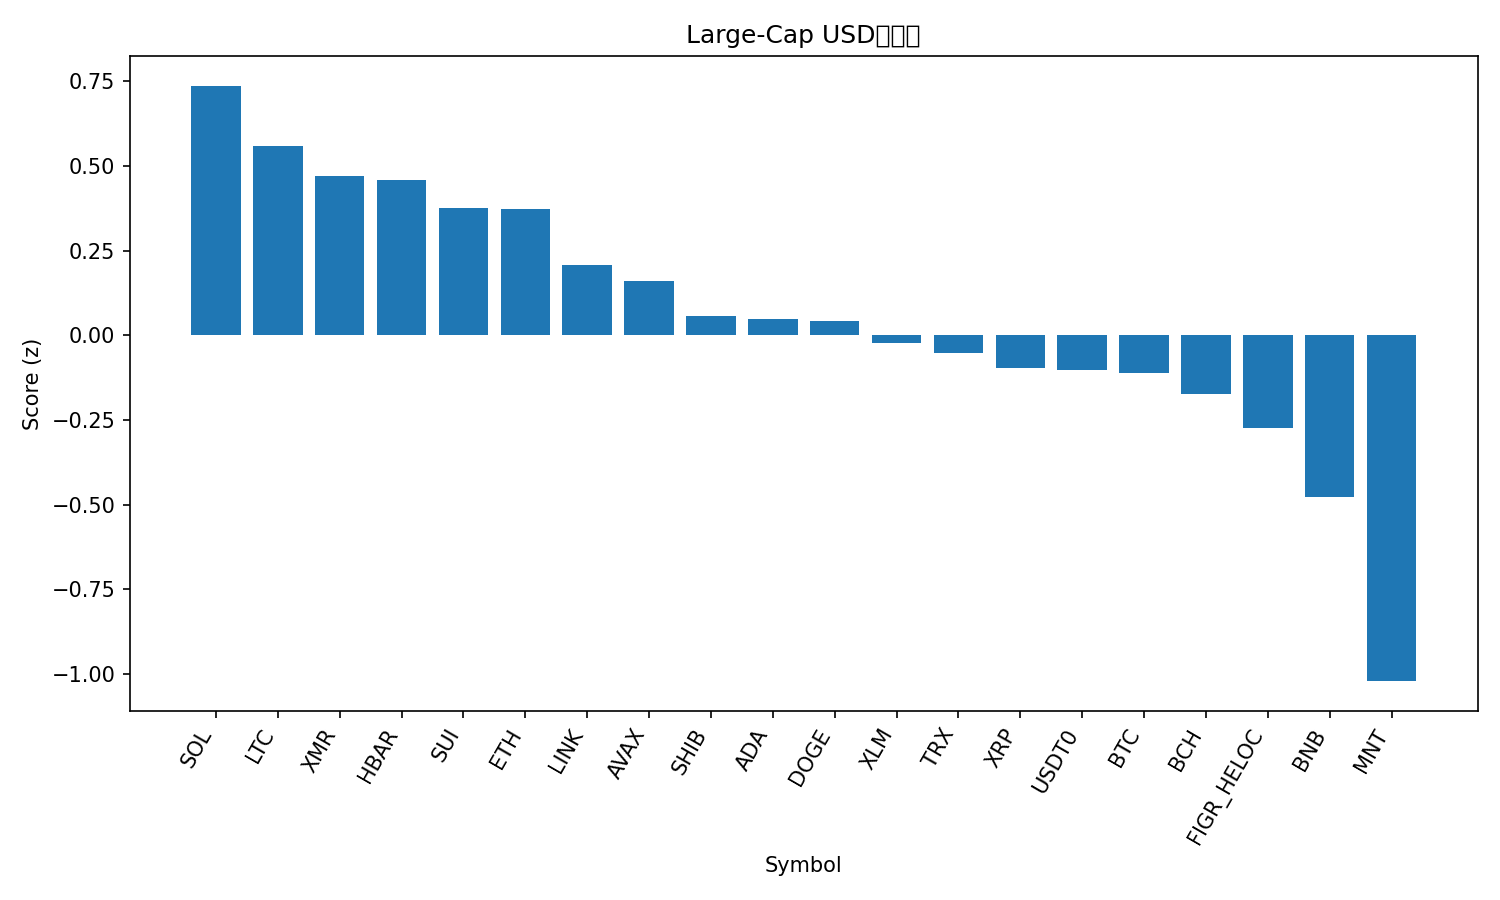 Large-Cap USD
Score (z)
0.75
0.50
0.25
0.00
−0.25
−0.50
−0.75
−1.00
SOL
LTC
XMR
HBAR
SUI
ETH
LINK
AVAX
SHIB
ADA
DOGE
XLM
TRX
XRP
USDT0
BTC
BCH
FIGR_HELOC
BNB
MNT
Symbol